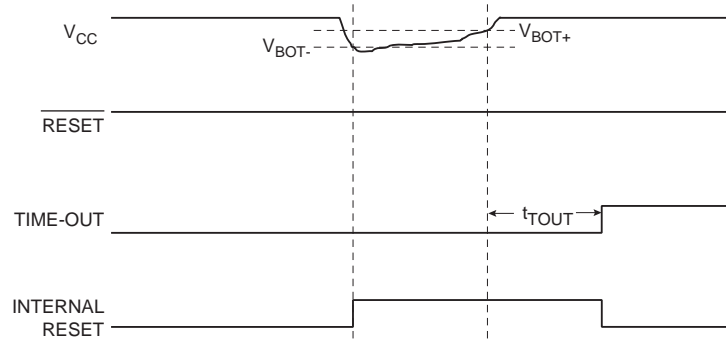 VCC
VBOT-
VBOT+
RESET
TIME-OUT
tTOUT
INTERNAL
RESET